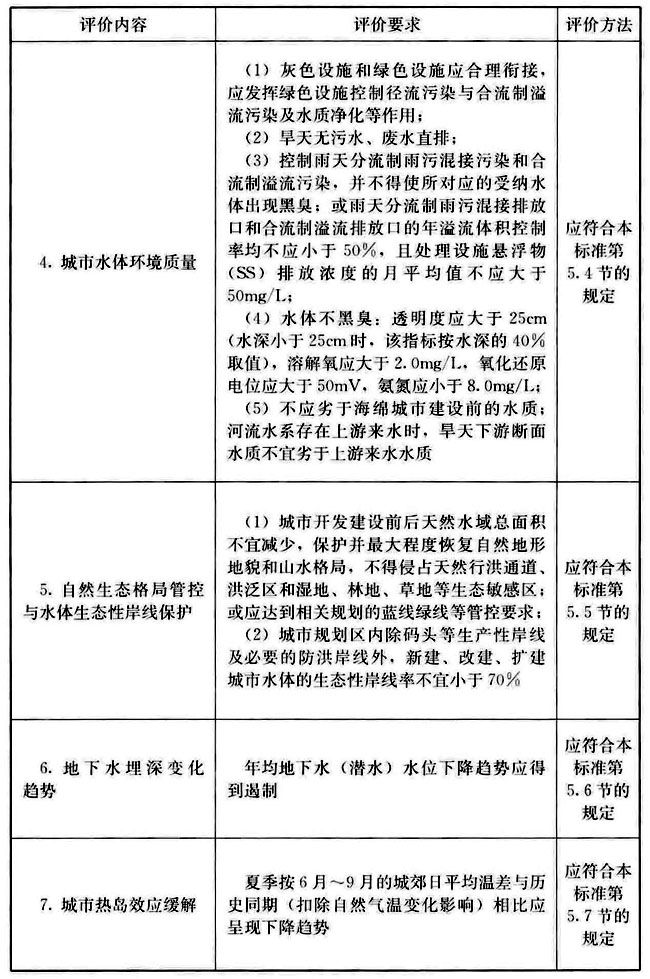 评价内容 评价要求 评价方法
4. 城市水体环境质量
(1) 灰色设施和绿色设施应合理衔接,
应发挥绿色设施控制径流污染与合流制溢
流污染及水质净化等作用;
(2) 旱天无污水、废水直排;
(3) 控制雨天分流制雨污混接污染和合
流制溢流污染,并不得使所对应的受纳水
体出现黑臭;或雨天分流制雨污混接排放
口和合流制溢流排放口的年溢流体积控制
率均不应小于50%,且处理设施悬浮物
(SS) 排放浓度的月平均值不应大于
50mg/L;
(4) 水体不黑臭:透明度应大于25cm
(水深小于25cm时,该指标按水深的40%
取值),溶解氧应大于2.0mg/L,氧化还原
电位应大于50mV,氨氮应小于8.0mg/L;
(5) 不应劣于海绵城市建设前的水质;
河流水系存在上游来水时,旱天下游断面
水质不宜劣于上游来水水质
应符合本
标准第
5.4节的
规定
5. 自然生态格局管控
与水体生态性岸线保护
(1) 城市开发建设前后天然水域总面积
不宜减少,保护并最大程度恢复自然地形
地貌和山水格局,不得侵占天然行洪通道、
洪泛区和湿地、林地、草地等生态敏感区;
或应达到相关规划的蓝线绿线等管控要求;
(2) 城市规划区内除码头等生产性岸线
及必要的防洪岸线外,新建、改建、扩建
城市水体的生态性岸线率不宜小于70%
应符合本
标准第
5.5节的
规定
6. 地下水埋深变化
趋势
年均地下水(潜水)水位下降趋势应得
到遏制
应符合本
标准第
5.6节的
规定
7. 城市热岛效应缓解
夏季按6月~9月的城郊日平均温差与历
史同期(扣除自然气温变化影响)相比应
呈现下降趋势
应符合本
标准第
5.7节的
规定